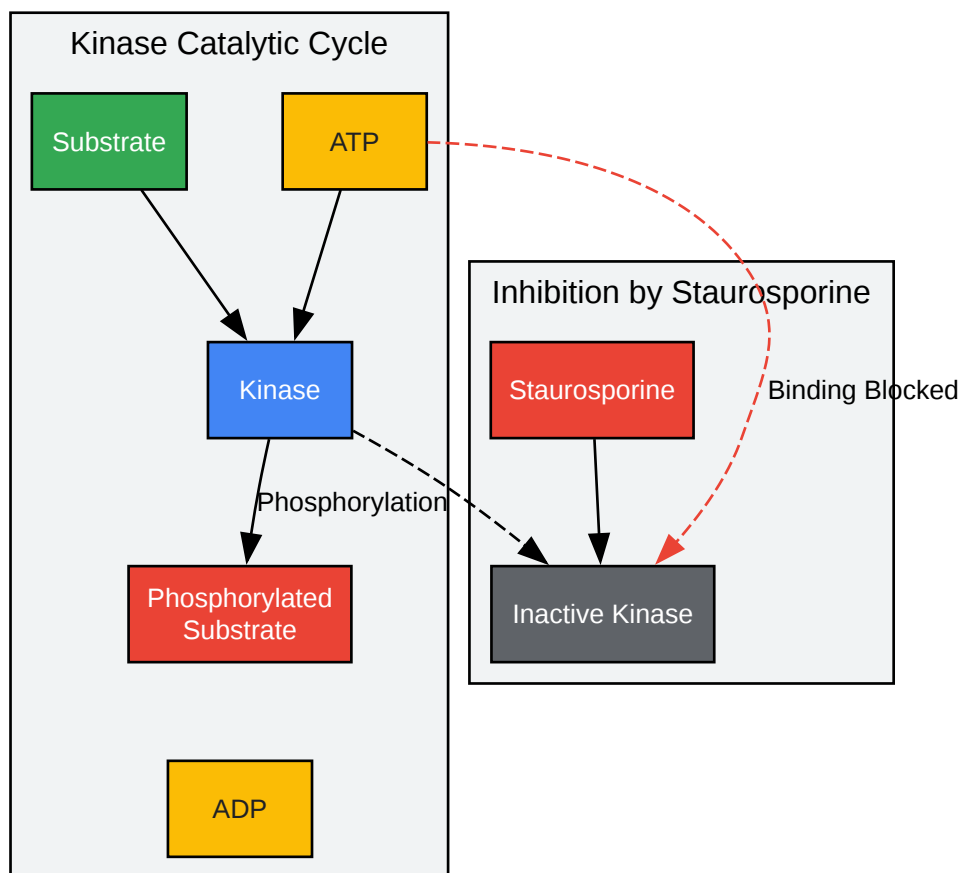 Kinase Catalytic Cycle
Substrate
ATP
Inhibition by Staurosporine
Kinase
Staurosporine
Binding Blocked
Phosphorylation
Phosphorylated
Substrate
Inactive Kinase
ADP